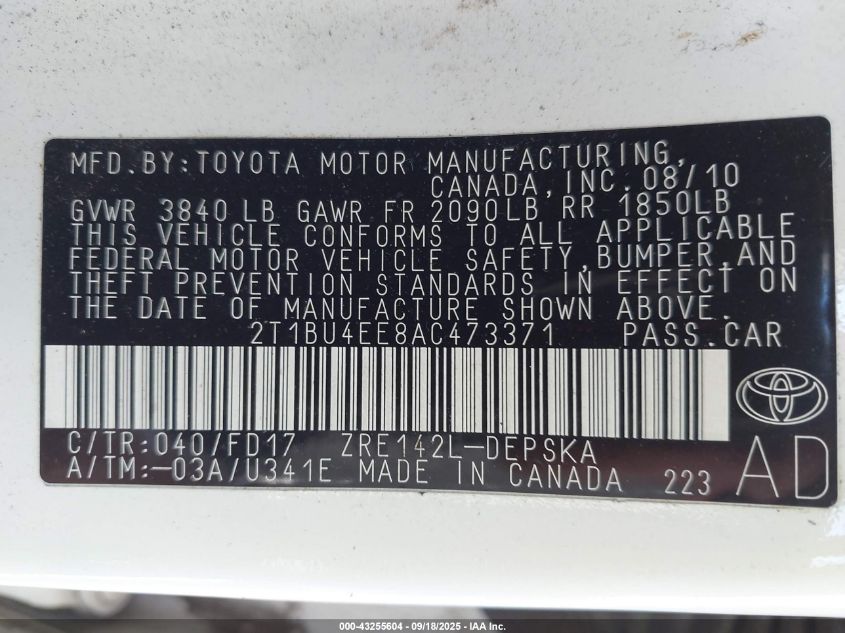 MFD.BY:TOYOTA MOTOR MANUFACTURING,
CANADA,INC.08/10
GVWR 3840 LB GAWR FR 2090LB RR 1850LB
THIS VEHICLE CONFORMS TO ALL APPLICABLE
FEDERAL MOTOR VEHICLE SAFETY,BUMPER,AND
THEFT PREVENTION STANDARDS IN EFFECT ON
THE DATE OF MANUFACTURE SHOWN ABOVE.
2T1BU4EE8AC473371 PASS.CAR
C/TR:040/FD17 ZRE142L-DEPSKA
A/TM:-03A/U341E MADE IN CANADA 223 AD
000-43255604 - 09/18/2025 - IAA Inc.